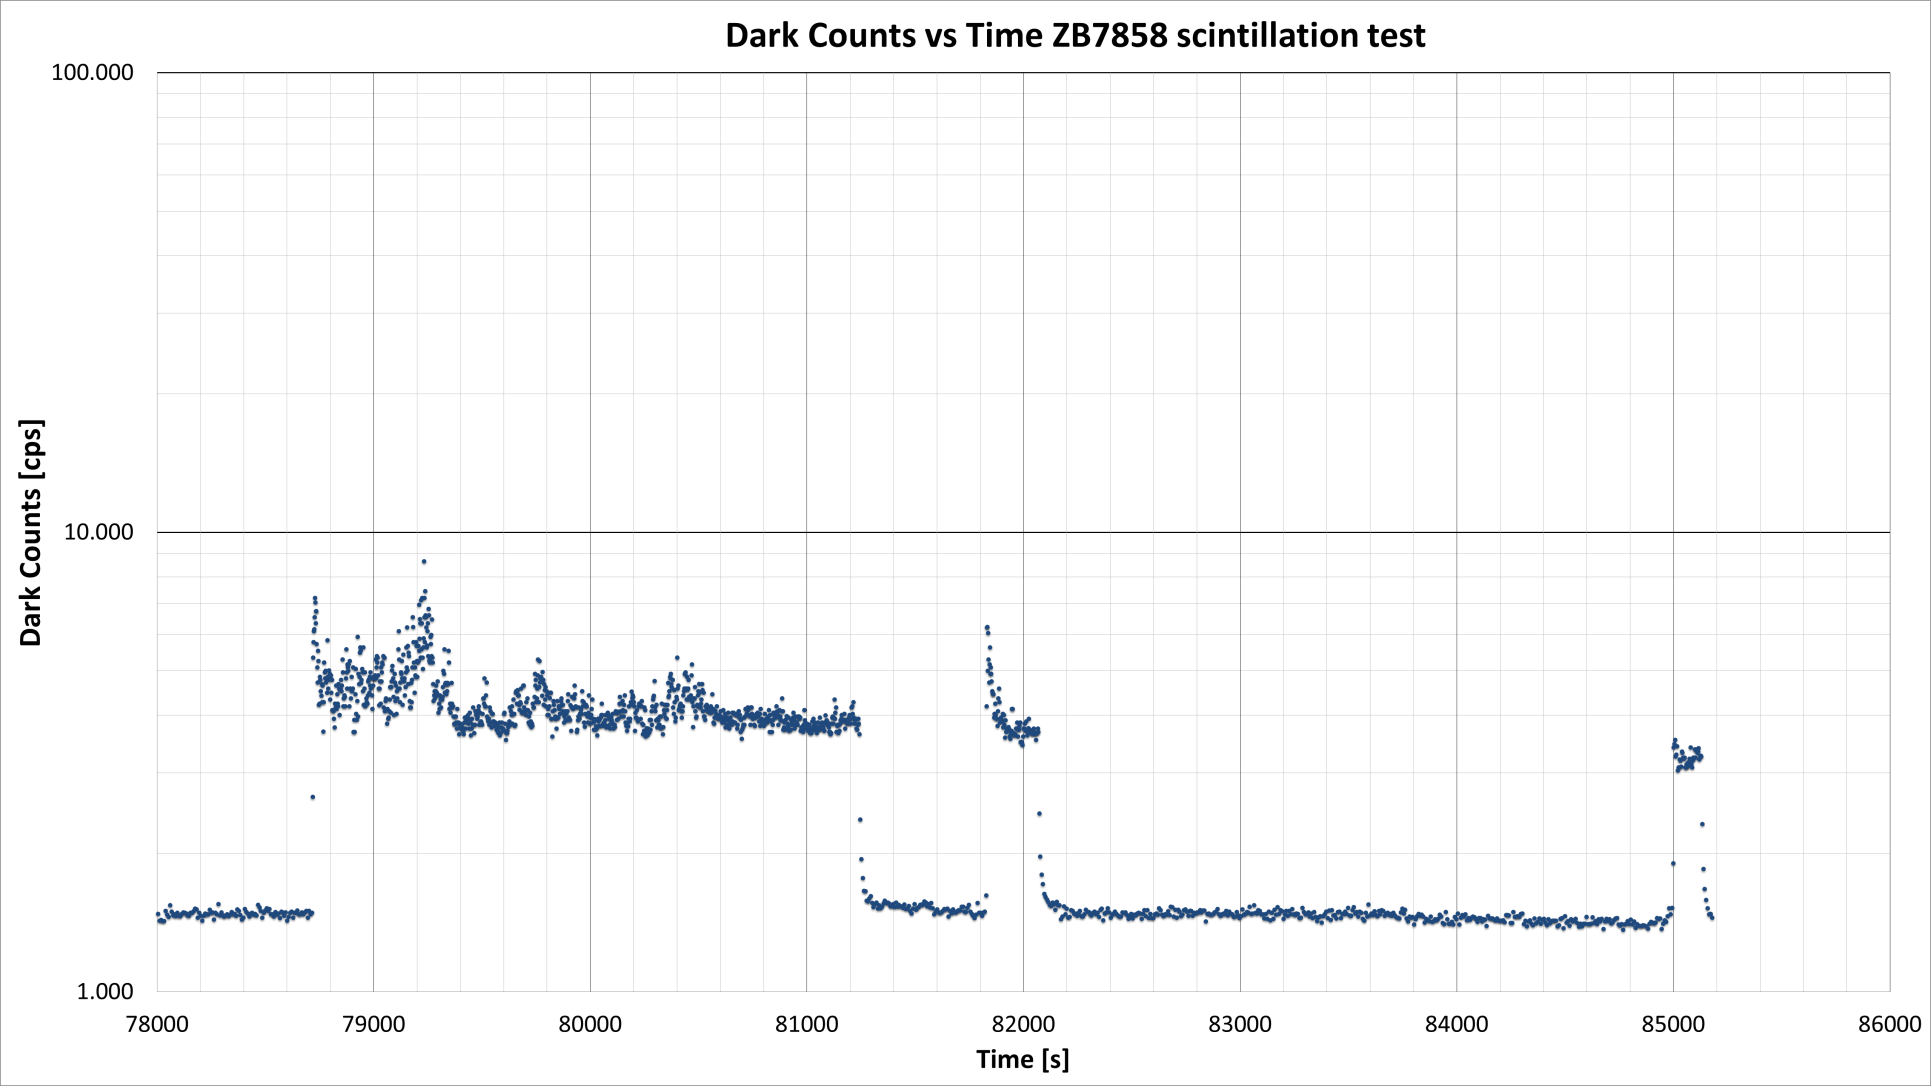 Dark Counts vs Time ZB7858 scintillation test
100.000
10.000
1.000
Dark Counts [cps]
78000 79000 80000 81000 82000 83000 84000 85000 86000
Time [s]